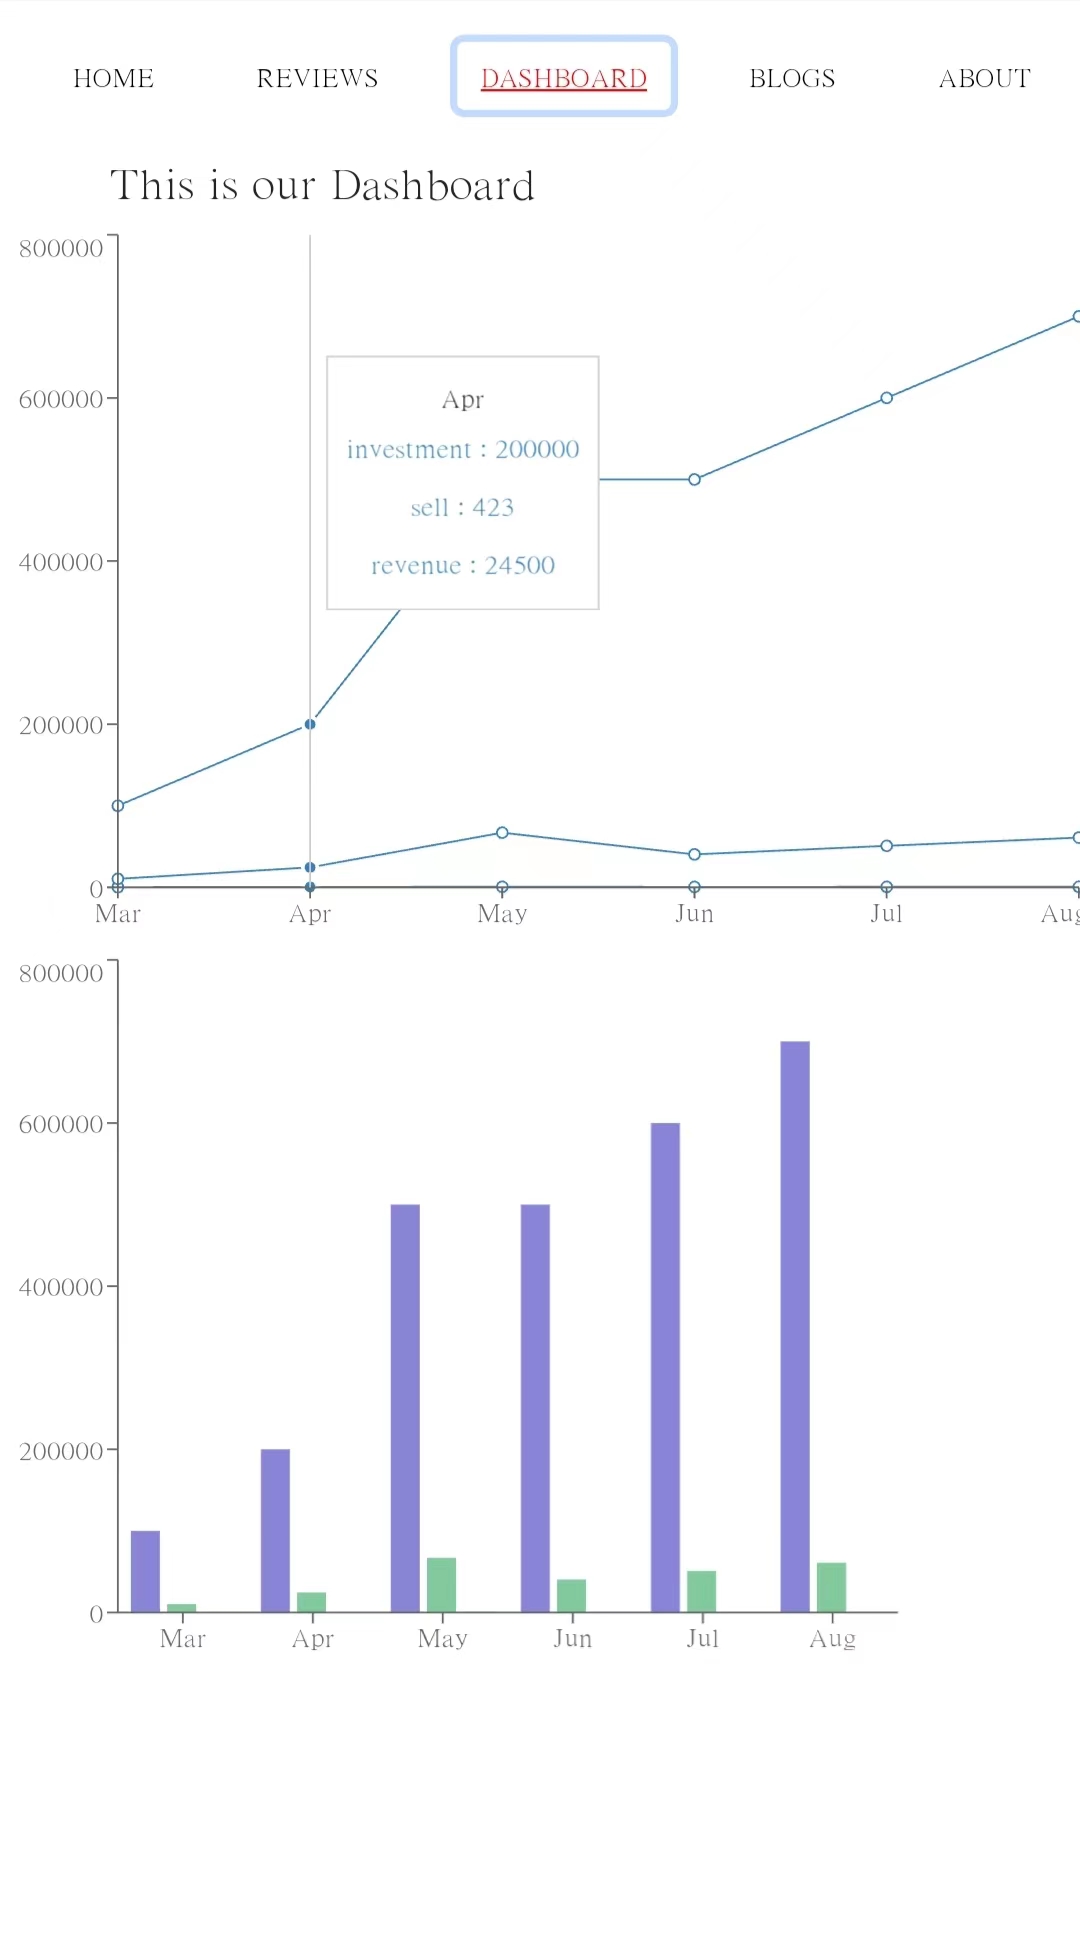 HOME REVIEWS DASHBOARD BLOGS ABOUT
This is our Dashboard
800000
600000
400000
200000
0
Apr
investment : 200000
sell : 423
revenue : 24500
Mar Apr May Jun Jul Aug
800000
600000
400000
200000
0
Mar Apr May Jun Jul Aug